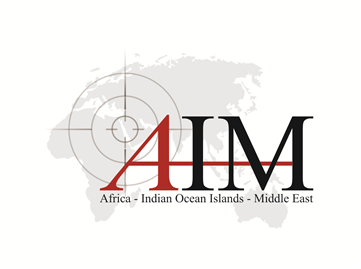 AIM
Africa - Indian Ocean Islands - Middle East